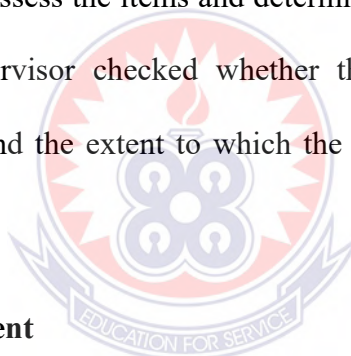 ssess the items and determin
rvisor checked whether th
nd the extent to which the
ent
EDUCATION FOR SERVICE